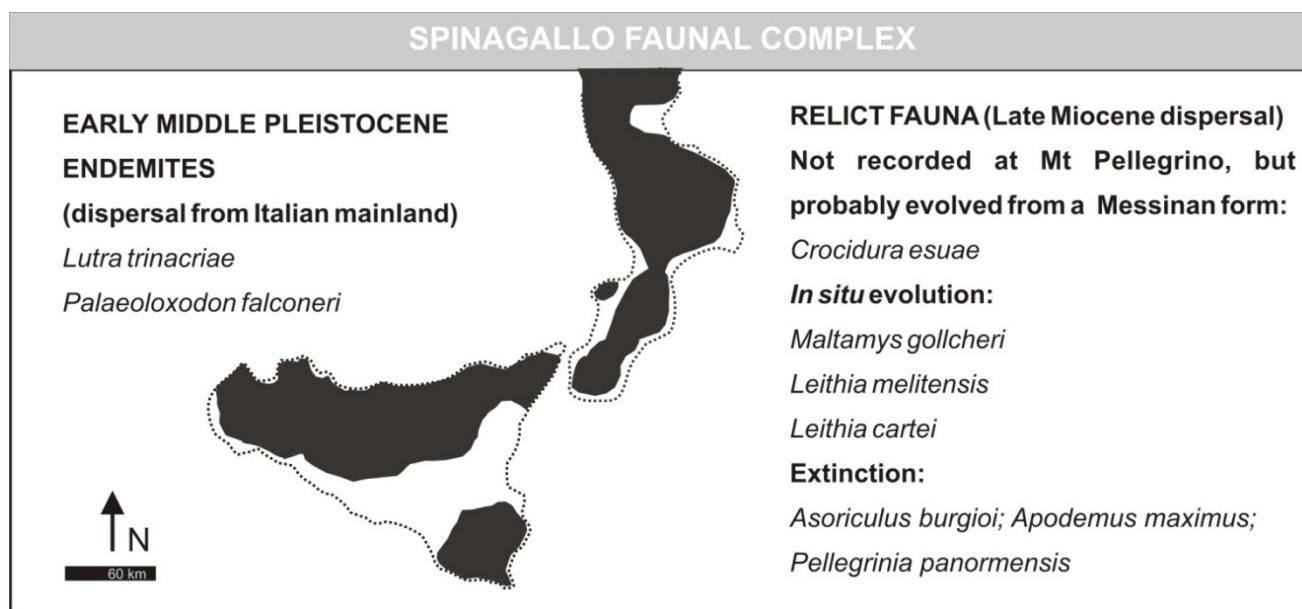 SPINAGALLO FAUNAL COMPLEX
EARLY MIDDLE PLEISTOCENE
ENDEMITES
(dispersal from Italian mainland)
Lutra trinacriae
Palaeoloxodon falconeri
N
60 km
RELICT FAUNA (Late Miocene dispersal)
Not recorded at Mt Pellegrino, but
probably evolved from a Messinan form:
Crocidura esuae
In situ evolution:
Maltamys gollcheri
Leithia melitensis
Leithia cartei
Extinction:
Asoriculus burgioi; Apodemus maximus;
Pellegrinia panormensis